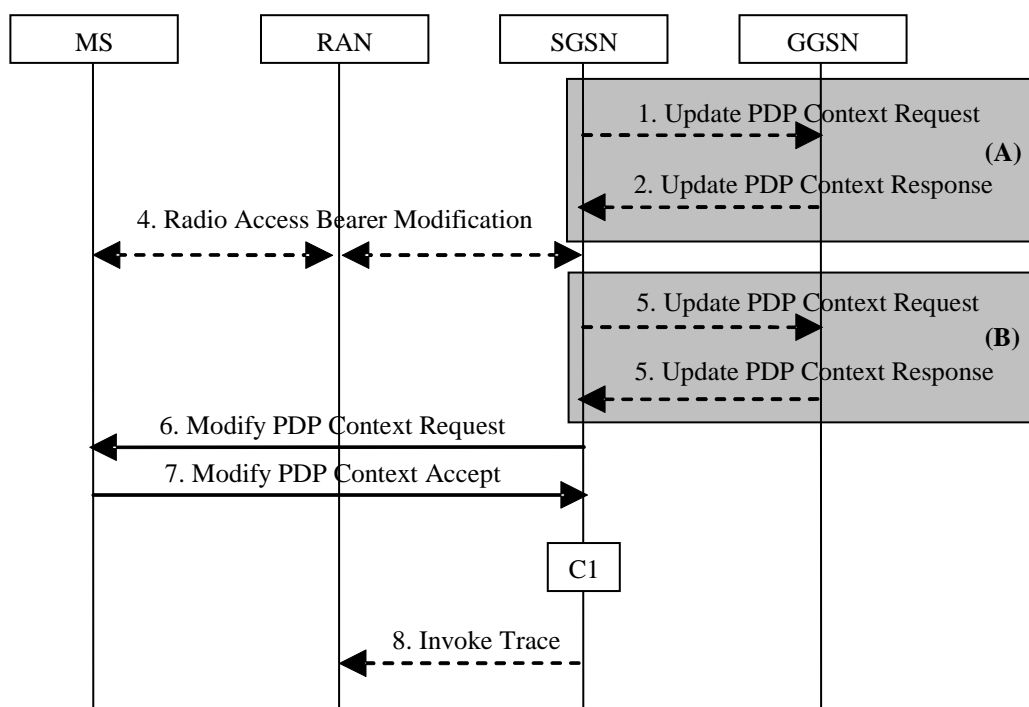 MS
RAN
SGSN
GGSN
1. Update PDP Context Request
(A)
2. Update PDP Context Response
4. Radio Access Bearer Modification
5. Update PDP Context Request
(B)
5. Update PDP Context Response
6. Modify PDP Context Request
7. Modify PDP Context Accept
C1
8. Invoke Trace